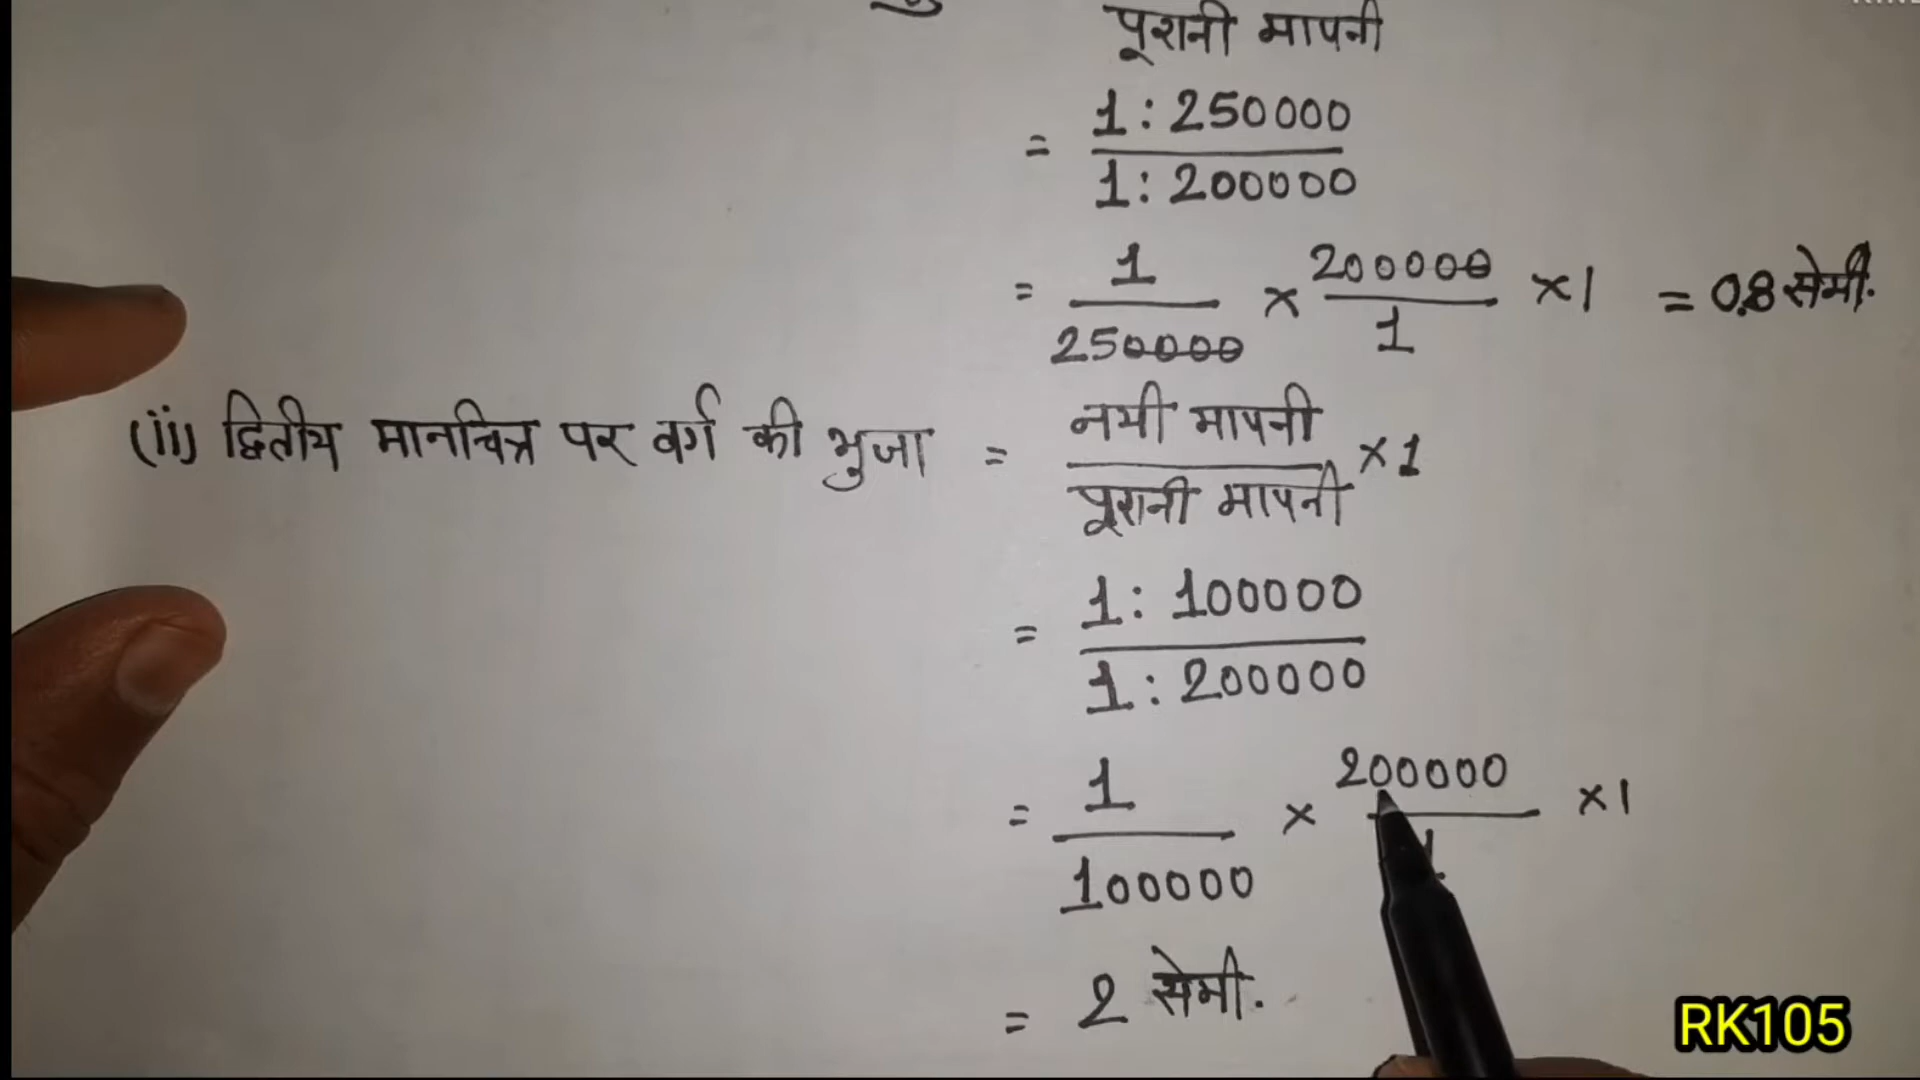 पूरानी मापनी
= 1 : 250000 / 1 : 200000
= 1 / 250000 × 200000 / 1 × 1 = 0.8 सेमी.
(ii) द्वितीय मानचित्र पर वर्ग की भुजा = नयी मापनी / पूरानी मापनी × 1
= 1 : 100000 / 1 : 200000
= 1 / 100000 × 200000 / 1 × 1
= 2 सेमी.
RK105